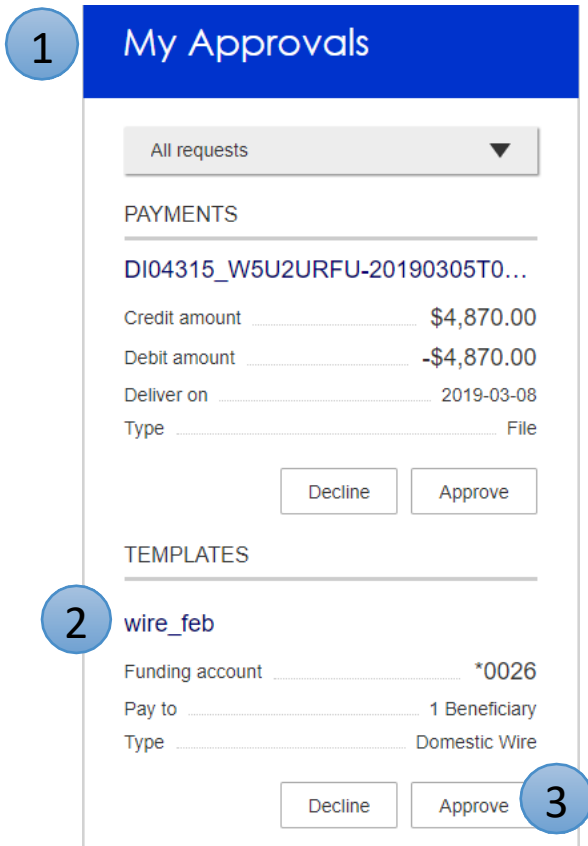 1
My Approvals
All requests
PAYMENTS
DI04315_W5U2URFU-20190305T0...
Credit amount $4,870.00
Debit amount -$4,870.00
Deliver on 2019-03-08
Type File
Decline Approve
TEMPLATES
2
wire_feb
Funding account *0026
Pay to 1 Beneficiary
Type Domestic Wire
Decline Approve 3